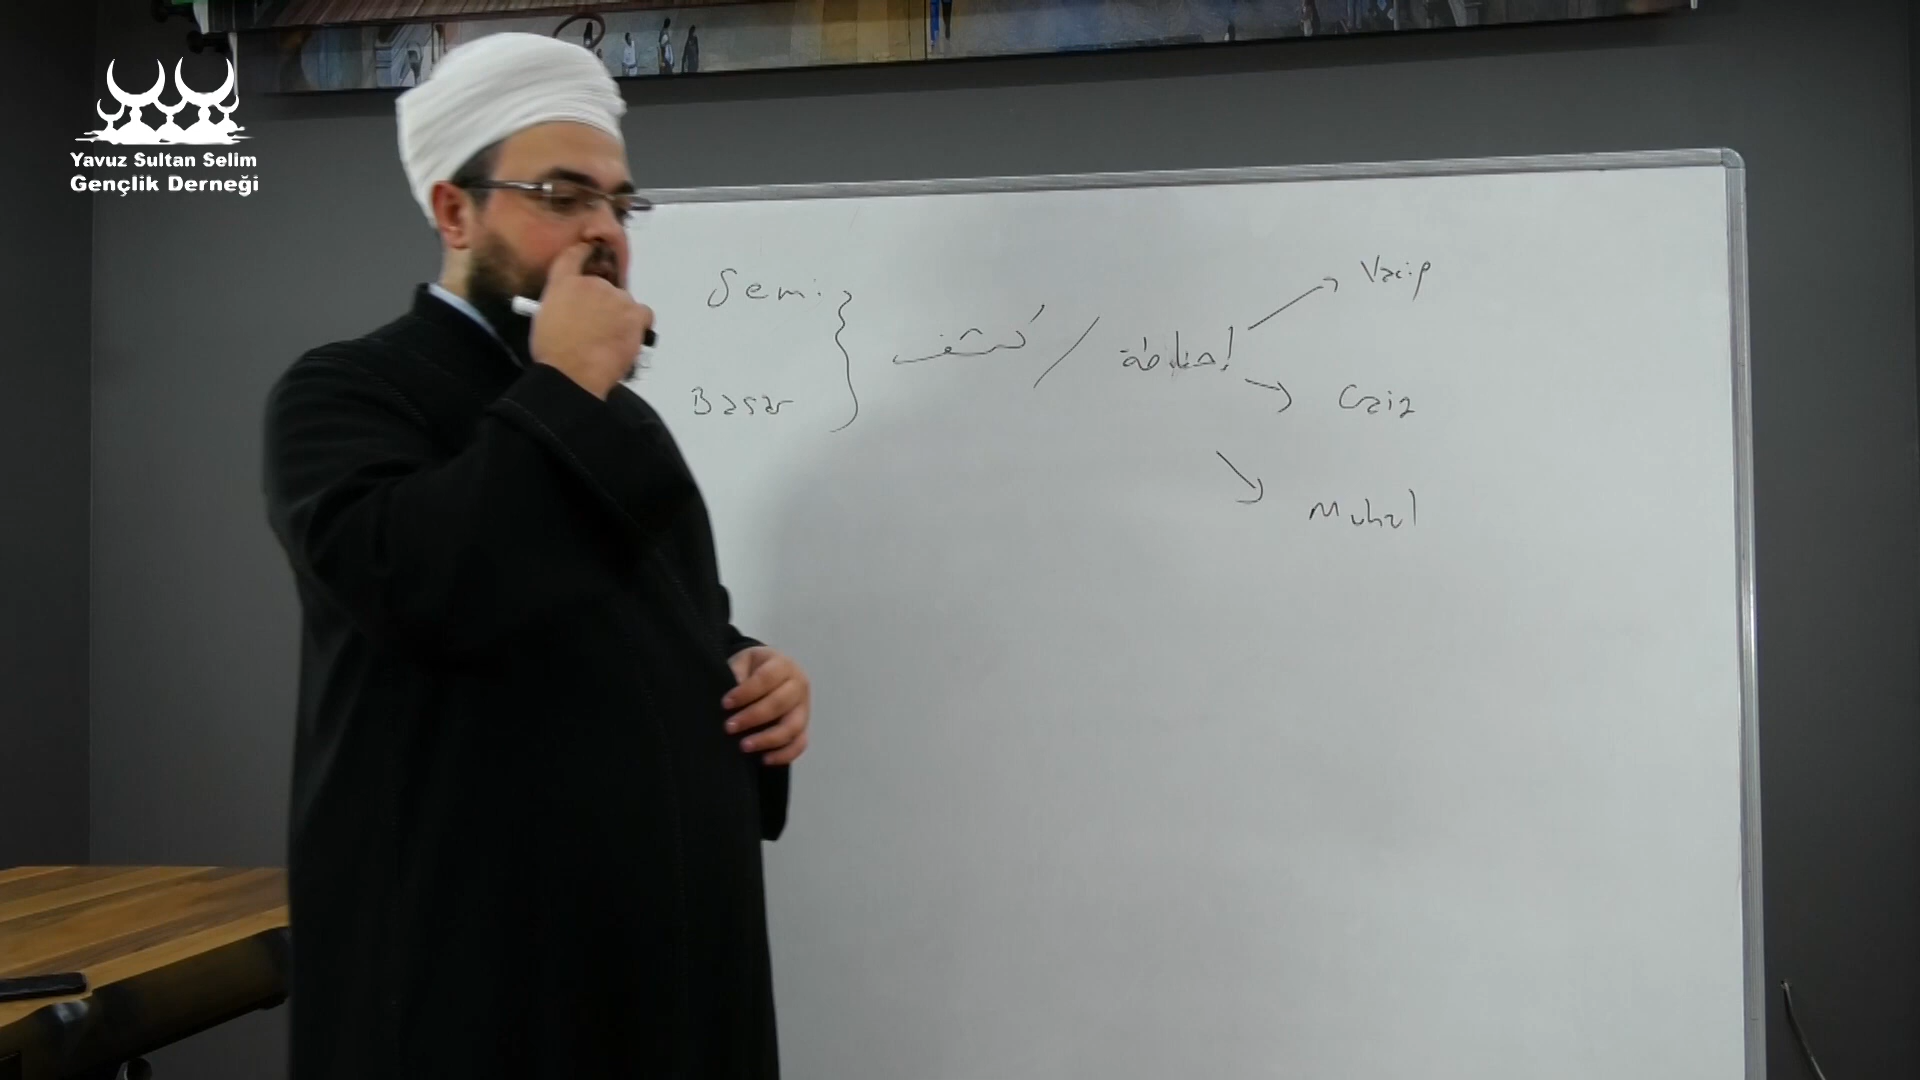 Yavuz Sultan Selim
Gençlik Derneği
Semi
Basar
كشف / إحاطة
Vacip
Caiz
Muhal